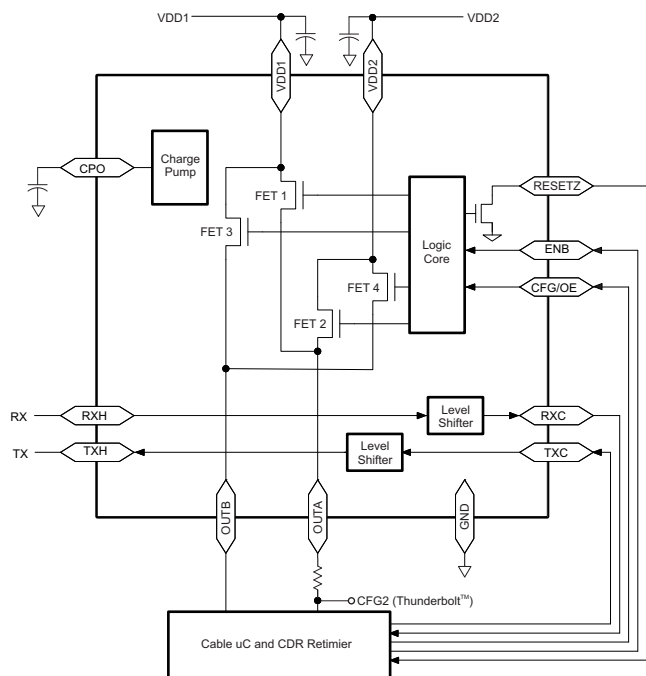 VDD1
VDD2
VDD1
VDD2
CPO
Charge
Pump
FET 1
FET 3
FET 4
FET 2
Logic
Core
RESETZ
ENB
CFG/OE
RX
RXH
Level
Shifter
RXC
TX
TXH
Level
Shifter
TXC
OUTB
OUTA
GND
CFG2 (Thunderbolt™)
Cable uC and CDR Retimier